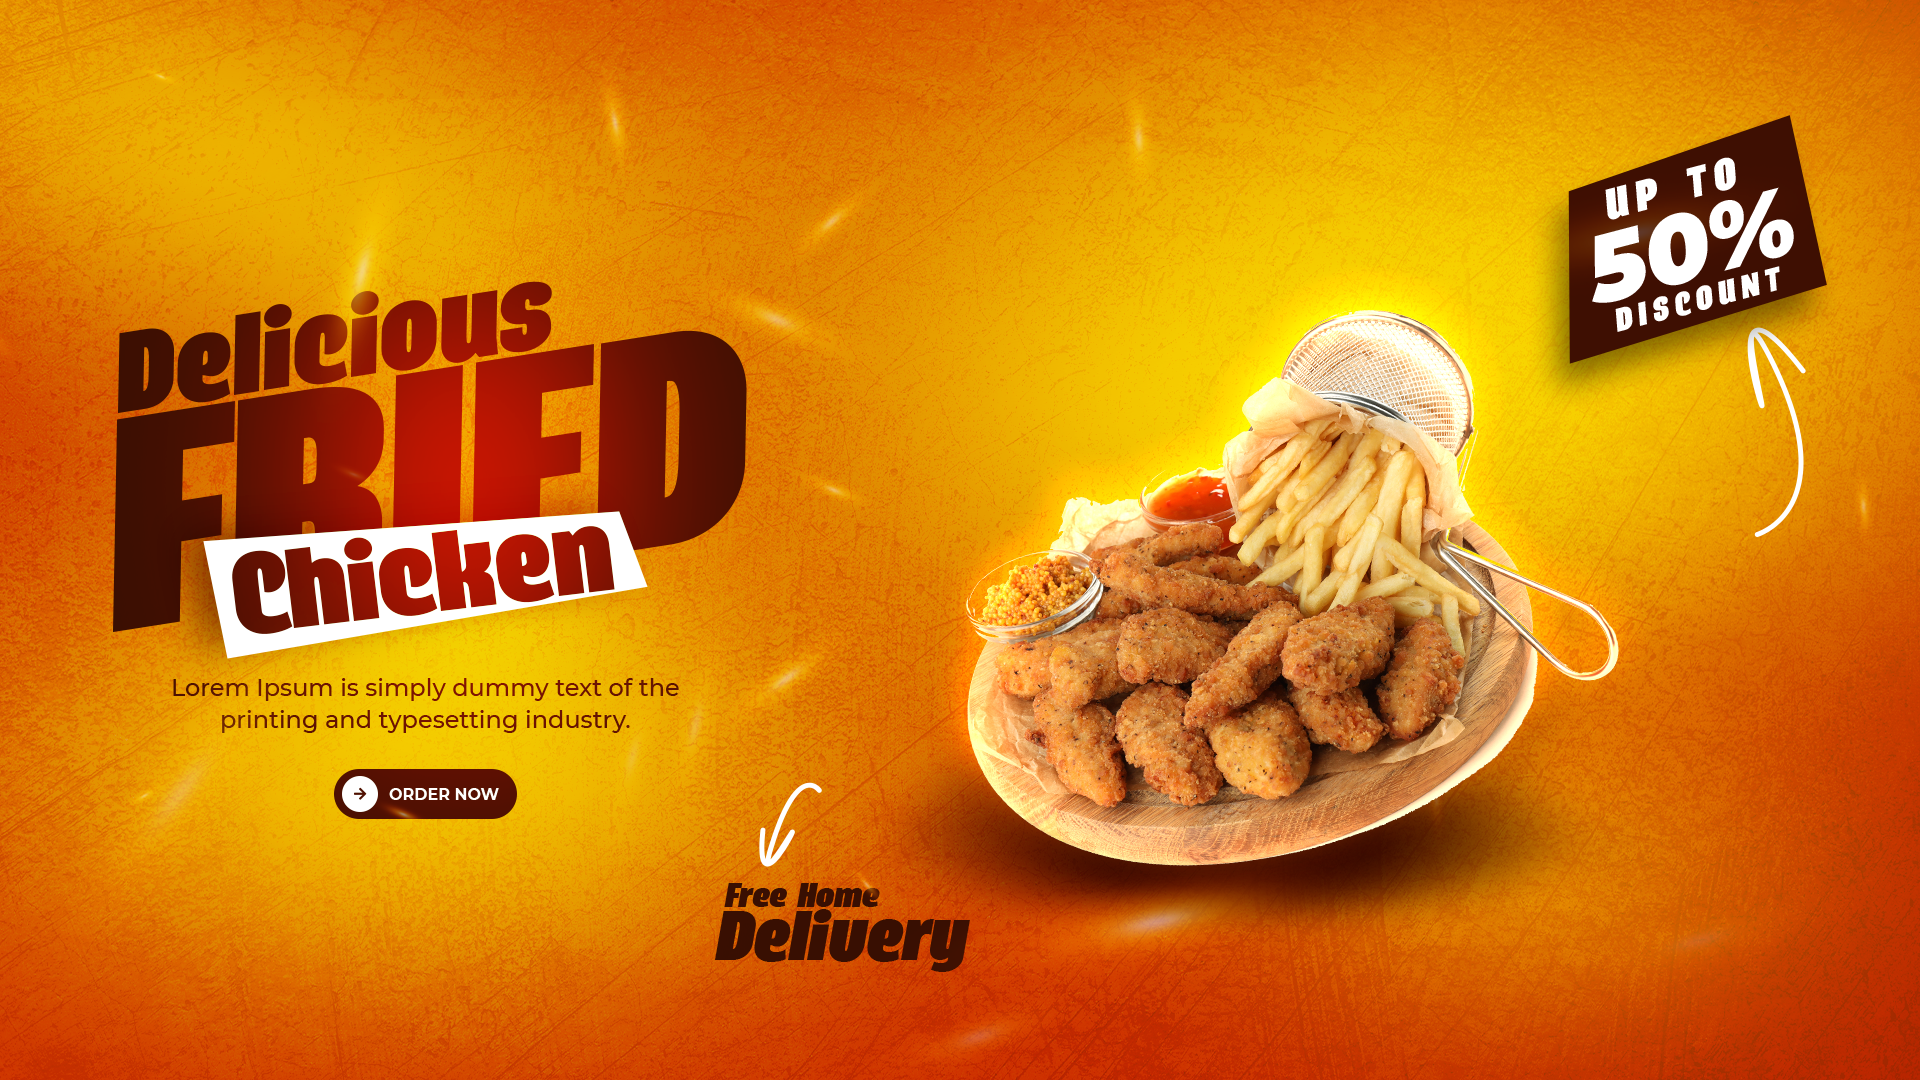 Delicious
FRIED
Chicken
Lorem Ipsum is simply dummy text of the
printing and typesetting industry.
ORDER NOW
Free Home
Delivery
UP TO
50%
DISCOUNT